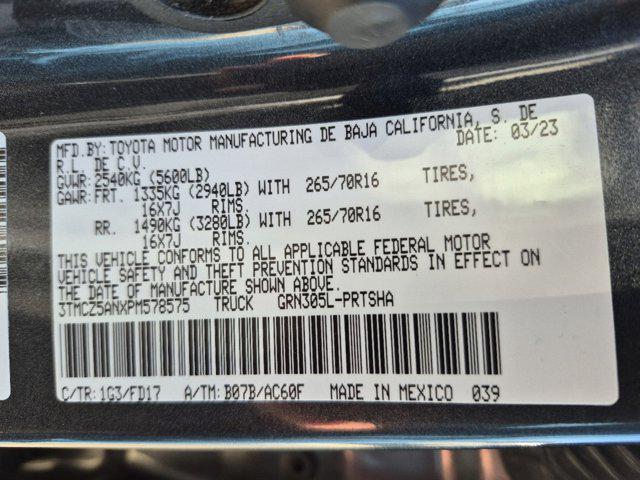 MFD.BY: TOYOTA MOTOR MANUFACTURING DE BAJA CALIFORNIA, S. DE
R.L. DE C.V. DATE: 03/23
GVWR: 2540KG (5600LB)
GAWR: FRT. 1335KG (2940LB) WITH 265/70R16 TIRES,
16X7J RIMS.
RR. 1490KG (3280LB) WITH 265/70R16 TIRES,
16X7J RIMS.
THIS VEHICLE CONFORMS TO ALL APPLICABLE FEDERAL MOTOR
VEHICLE SAFETY AND THEFT PREVENTION STANDARDS IN EFFECT ON
THE DATE OF MANUFACTURE SHOWN ABOVE.
3TMCZ5ANXPM578575 TRUCK GRN305L-PRTSHA
C/TR: 1G3/FD17 A/TM: B07B/AC60F MADE IN MEXICO 039